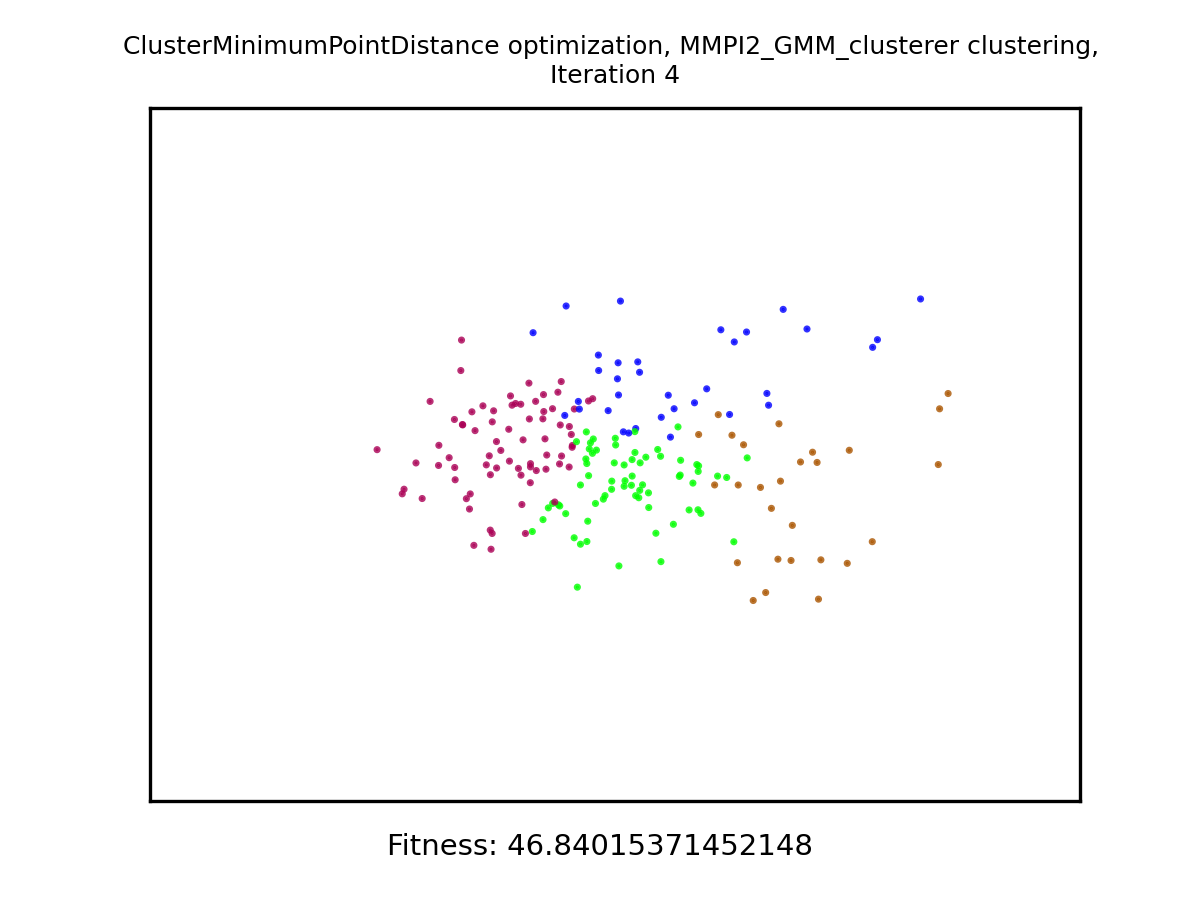 ClusterMinimumPointDistance optimization, MMPI2_GMM_clusterer clustering,
Iteration 4
Fitness: 46.84015371452148